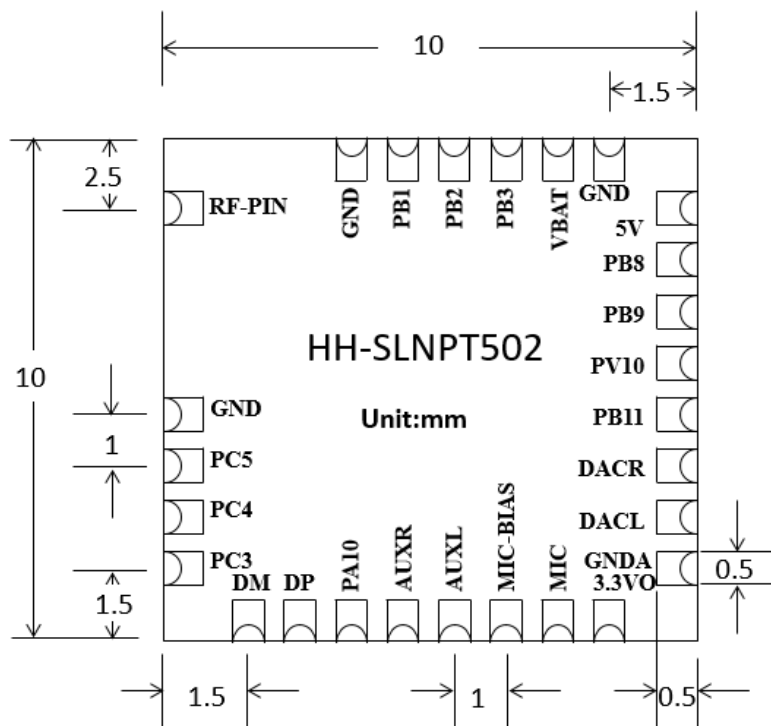 10
1.5
2.5
RF-PIN
GND
PB1
PB2
PB3
VBAT
GND
5V
PB8
PB9
HH-SLNPT502
PV10
10
GND
Unit:mm
PB11
1
PC5
DACR
PC4
DACL
PC3
GNDA
0.5
1.5
DM
DP
PA10
AUXR
AUXL
MIC-BIAS
MIC
3.3VO
1.5
1
0.5